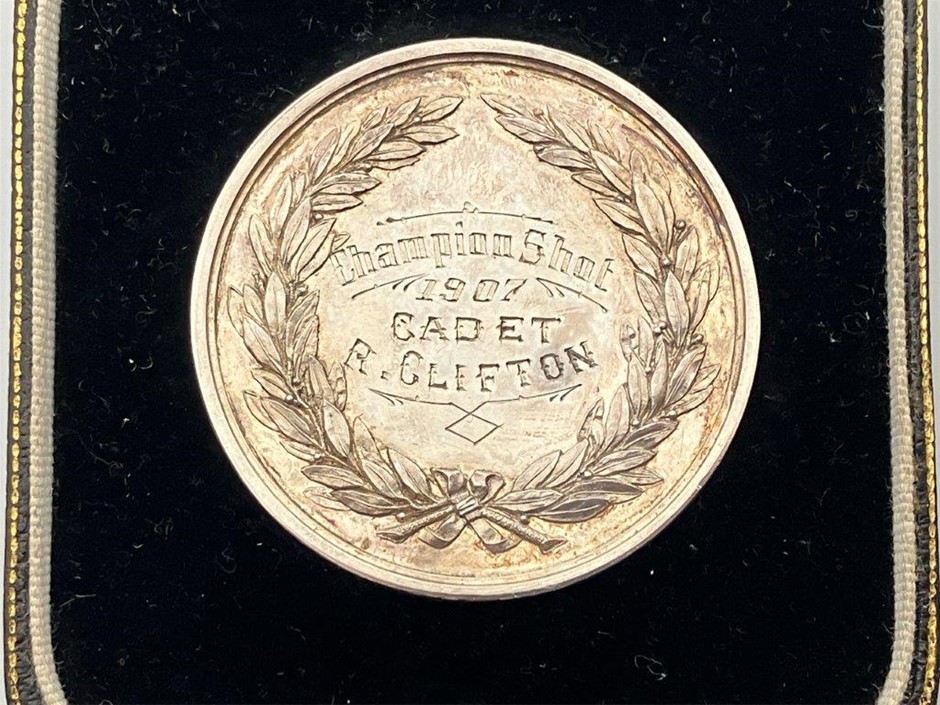 Champion Shot
1907
CADET
R. CLIFTON